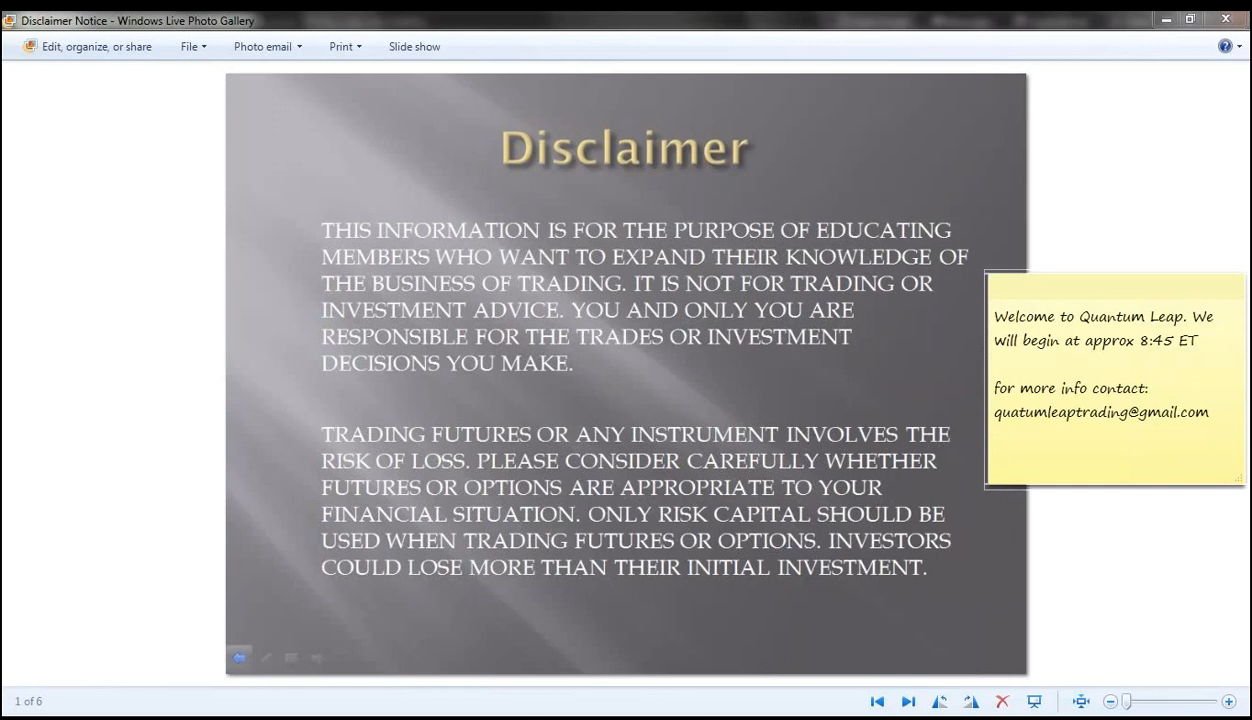 Disclaimer Notice - Windows Live Photo Gallery
Edit, organize, or share File Photo email Print Slide show
Disclaimer
THIS INFORMATION IS FOR THE PURPOSE OF EDUCATING
MEMBERS WHO WANT TO EXPAND THEIR KNOWLEDGE OF
THE BUSINESS OF TRADING. IT IS NOT FOR TRADING OR
INVESTMENT ADVICE. YOU AND ONLY YOU ARE
RESPONSIBLE FOR THE TRADES OR INVESTMENT
DECISIONS YOU MAKE.
TRADING FUTURES OR ANY INSTRUMENT INVOLVES THE
RISK OF LOSS. PLEASE CONSIDER CAREFULLY WHETHER
FUTURES OR OPTIONS ARE APPROPRIATE TO YOUR
FINANCIAL SITUATION. ONLY RISK CAPITAL SHOULD BE
USED WHEN TRADING FUTURES OR OPTIONS. INVESTORS
COULD LOSE MORE THAN THEIR INITIAL INVESTMENT.
Welcome to Quantum Leap. We
will begin at approx 8:45 ET
for more info contact:
quatumleaptrading@gmail.com
1 of 6